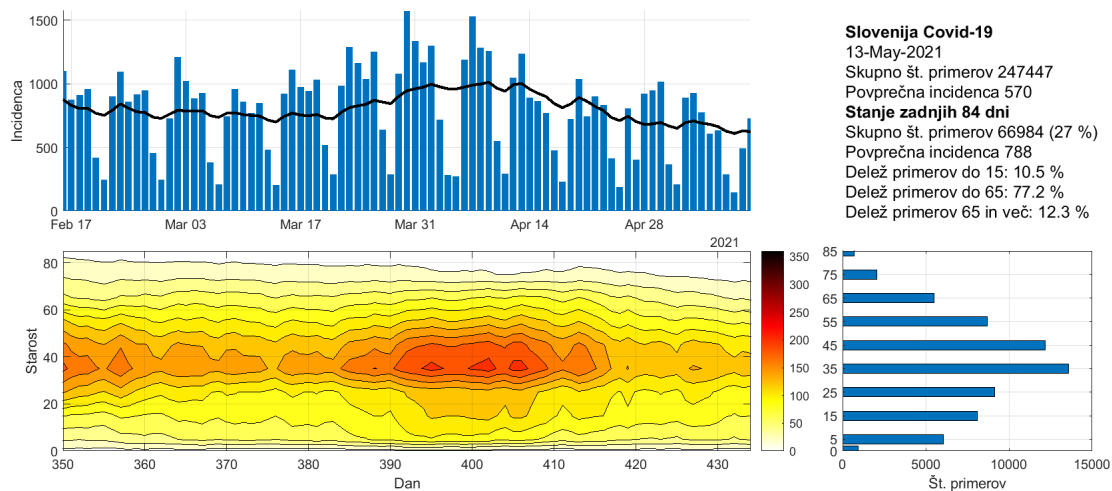 1500
1000
500
0
Incidenca
Feb 17
Mar 03
Mar 17
Mar 31
Apr 14
Apr 28
2021
Slovenija Covid-19
13-May-2021
Skupno št. primerov 247447
Povprečna incidenca 570
Stanje zadnjih 84 dni
Skupno št. primerov 66984 (27 %)
Povprečna incidenca 788
Delež primerov do 15: 10.5 %
Delež primerov do 65: 77.2 %
Delež primerov 65 in več: 12.3 %
80
60
40
20
0
Starost
350
360
370
380
390
400
410
420
430
Dan
350
300
250
200
150
100
50
0
85
75
65
55
45
35
25
15
5
0
0
5000
10000
15000
Št. primerov